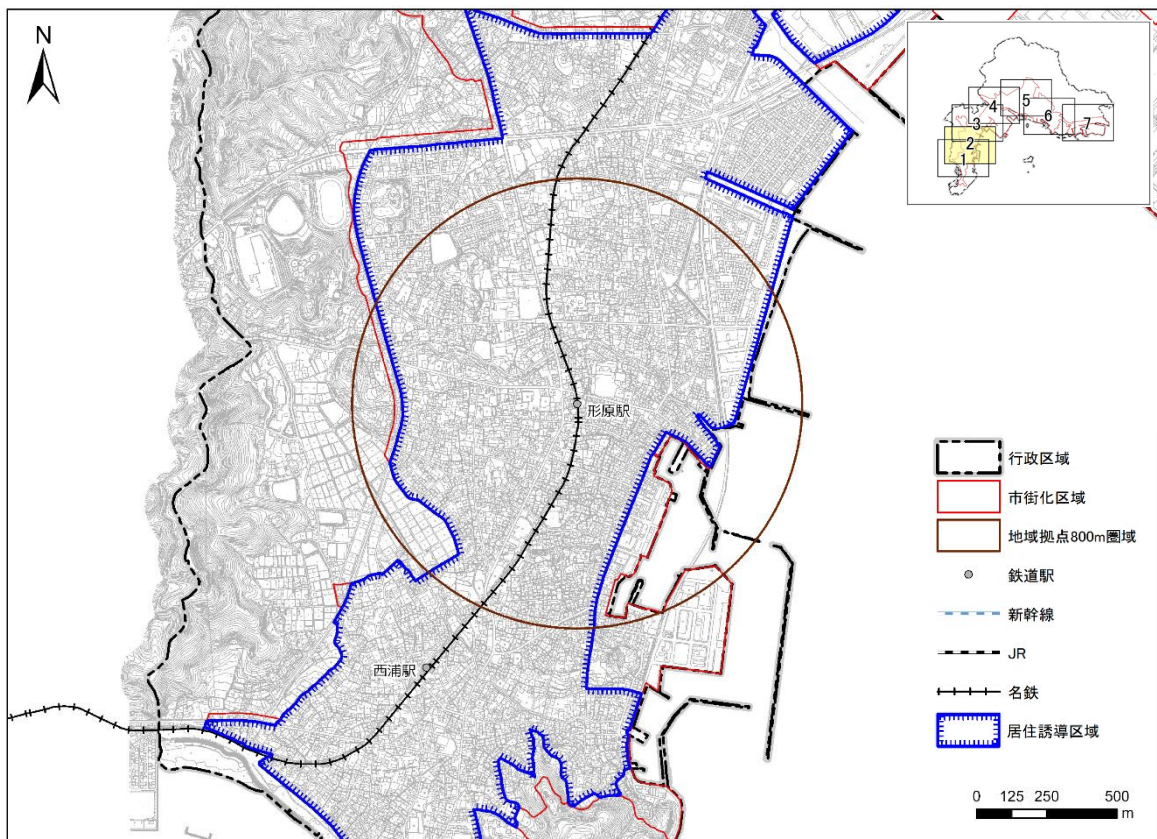 N
5
4
6
7
3
2
1
形原駅
西浦駅
行政区域
市街化区域
地域拠点800m圏域
鉄道駅
新幹線
JR
名鉄
居住誘導区域
0 125 250 500
m